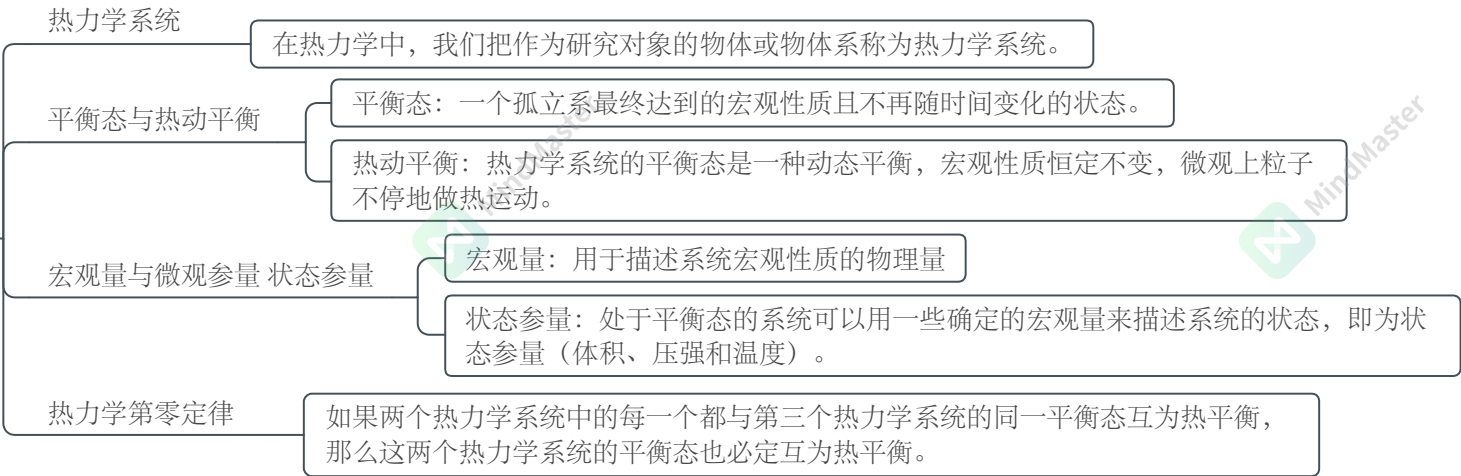 热力学系统
在热力学中，我们把作为研究对象的物体或物体系称为热力学系统。
平衡态与热动平衡
平衡态：一个孤立系最终达到的宏观性质且不再随时间变化的状态。
热动平衡：热力学系统的平衡态是一种动态平衡，宏观性质恒定不变，微观上粒子
不停地做热运动。
MindMaster
MindMaster
宏观量与微观参量 状态参量
宏观量：用于描述系统宏观性质的物理量
状态参量：处于平衡态的系统可以用一些确定的宏观量来描述系统的状态，即为状
态参量（体积、压强和温度）。
热力学第零定律
如果两个热力学系统中的每一个都与第三个热力学系统的同一平衡态互为热平衡，
那么这两个热力学系统的平衡态也必定互为热平衡。